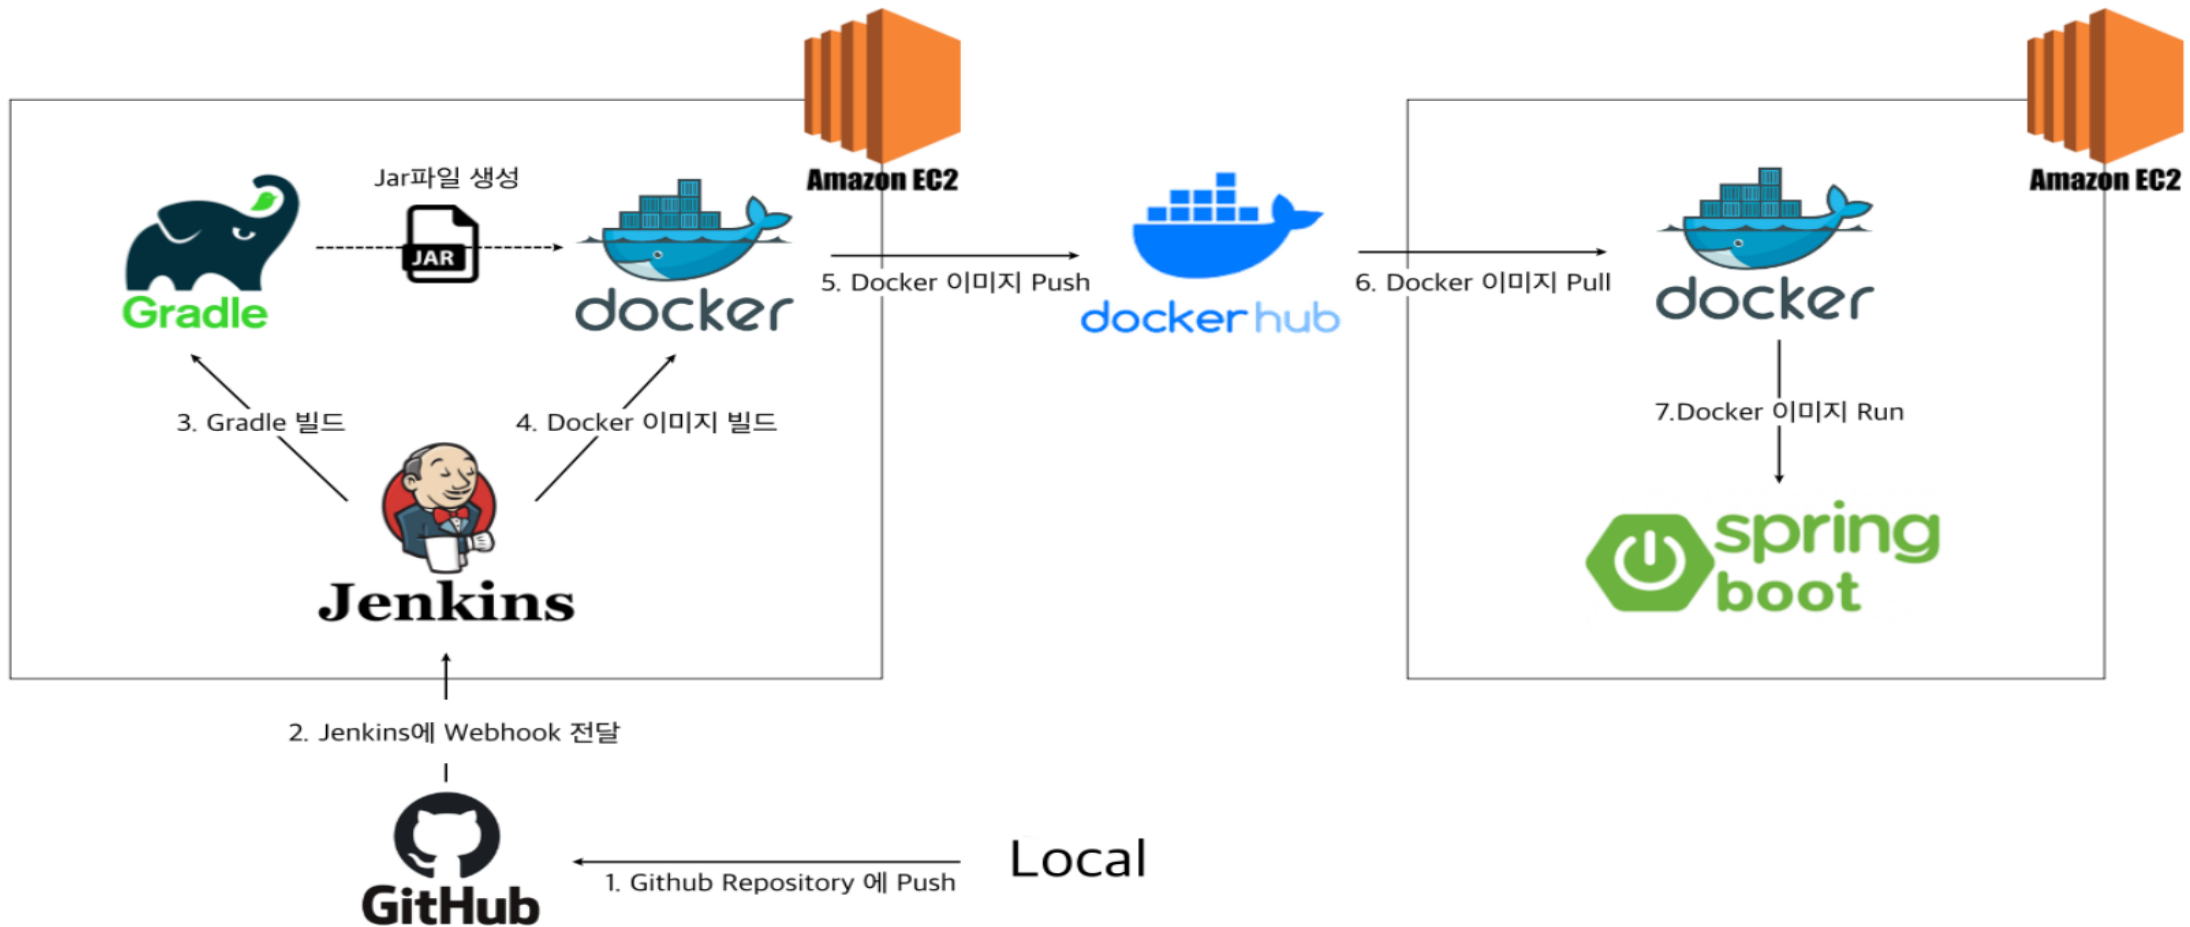 Amazon EC2
Amazon EC2
Jar파일 생성
JAR
Gradle
docker
5. Docker 이미지 Push
docker hub
6. Docker 이미지 Pull
docker
3. Gradle 빌드
4. Docker 이미지 빌드
7.Docker 이미지 Run
Jenkins
spring
boot
2. Jenkins에 Webhook 전달
GitHub
1. Github Repository 에 Push
Local